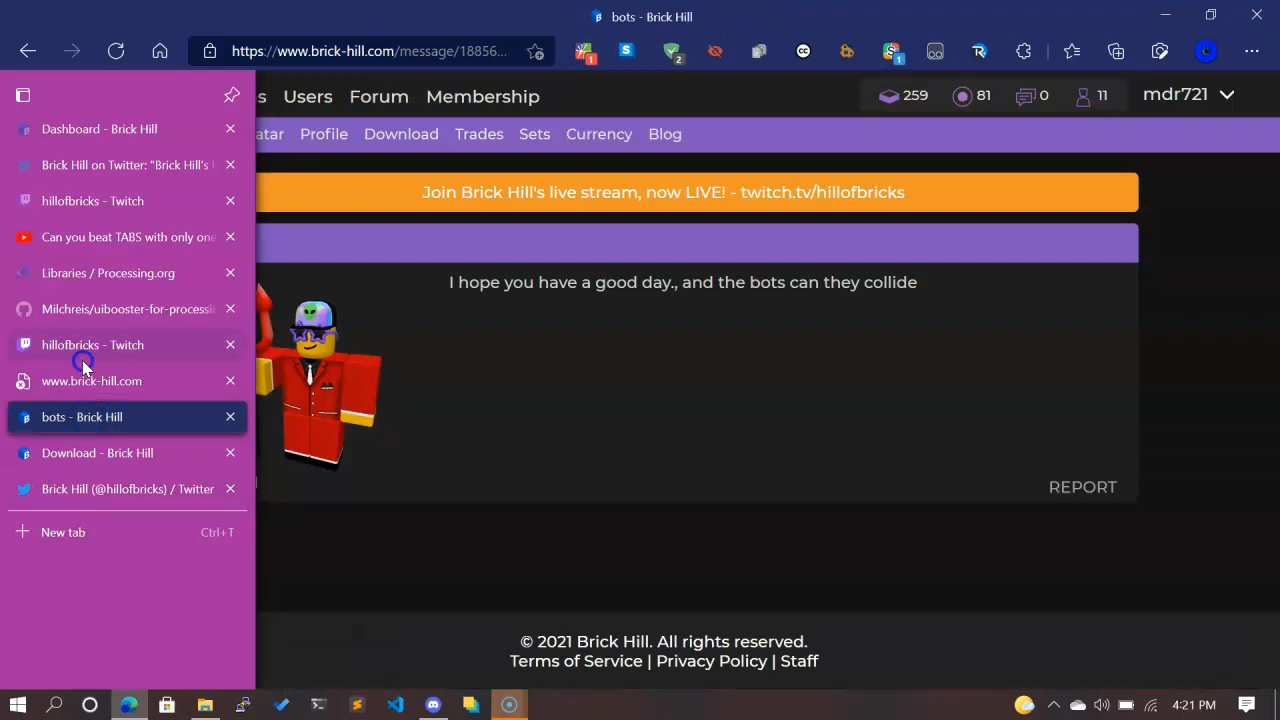 bots - Brick Hill
https://www.brick-hill.com/message/18856...
1
2
1
s Users Forum Membership
259
81
0
11
mdr721
atar Profile Download Trades Sets Currency Blog
Join Brick Hill's live stream, now LIVE! - twitch.tv/hillofbricks
I hope you have a good day., and the bots can they collide
REPORT
© 2021 Brick Hill. All rights reserved.
Terms of Service | Privacy Policy | Staff
Dashboard - Brick Hill
Brick Hill on Twitter: "Brick Hill's
hillofbricks - Twitch
Can you beat TABS with only one
Libraries / Processing.org
Milchreis/uibooster-for-processin
hillofbricks - Twitch
www.brick-hill.com
bots - Brick Hill
Download - Brick Hill
Brick Hill (@hillofbricks) / Twitter
New tab Ctrl+T
4:21 PM